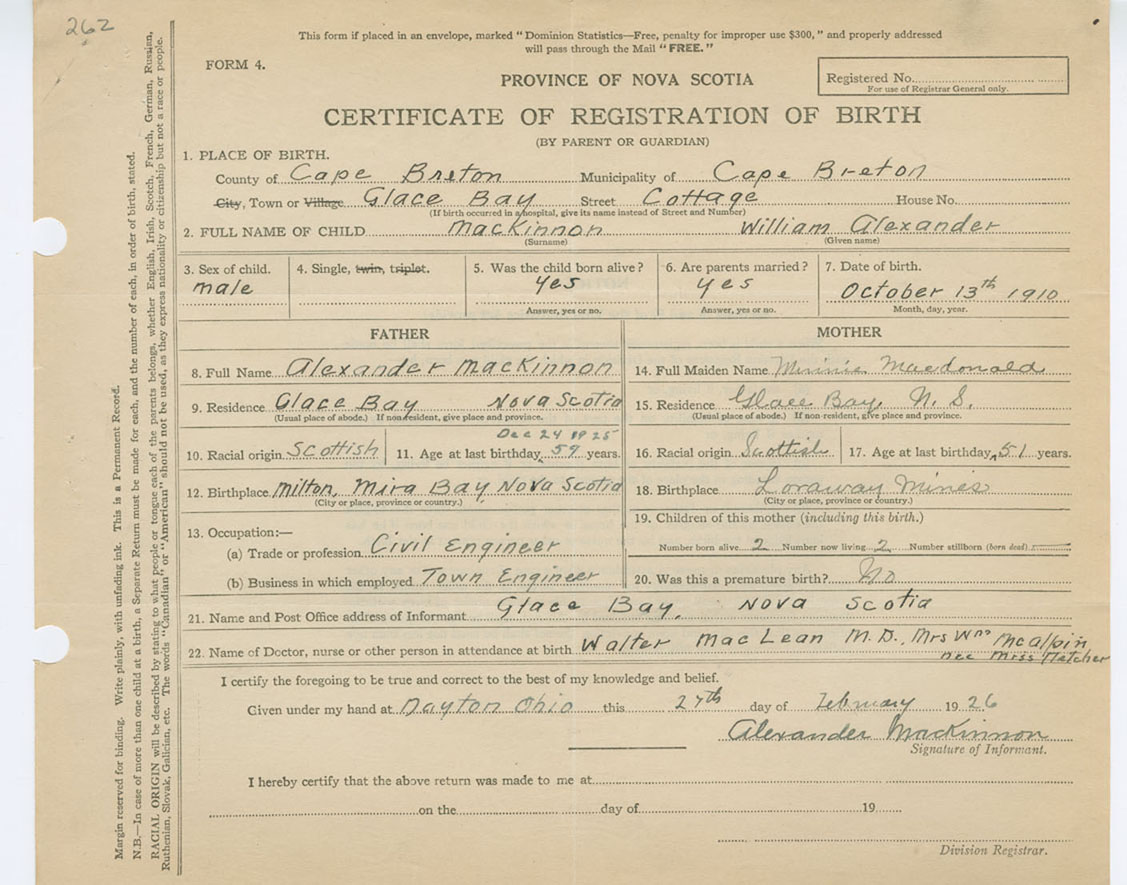 262
This form if placed in an envelope, marked "Dominion Statistics—Free, penalty for improper use $300," and properly addressed
will pass through the Mail "FREE."
FORM 4.
PROVINCE OF NOVA SCOTIA
Registered No.
For use of Registrar General only.
CERTIFICATE OF REGISTRATION OF BIRTH
(BY PARENT OR GUARDIAN)
1. PLACE OF BIRTH.
County of Cape Breton Municipality of Cape Breton
City, Town or Village Glace Bay Street Cottage House No.
(If birth occurred in a hospital, give its name instead of Street and Number)
2. FULL NAME OF CHILD MacKinnon William Alexander
(Surname) (Given name)
3. Sex of child. 4. Single, twin, triplet. 5. Was the child born alive? 6. Are parents married? 7. Date of birth.
male yes yes October 13th 1910
Answer, yes or no. Answer, yes or no. Month, day, year.
FATHER MOTHER
8. Full Name Alexander MacKinnon
14. Full Maiden Name Minnie Macdonald
9. Residence Glace Bay Nova Scotia
(Usual place of abode.) If non-resident, give place and province.
15. Residence Glace Bay, N. S.
(Usual place of abode.) If non-resident, give place and province.
Dec 24 1925
10. Racial origin Scottish 11. Age at last birthday 59 years.
16. Racial origin Scottish 17. Age at last birthday 51 years.
12. Birthplace Milton, Mira Bay Nova Scotia
(City or place, province or country.)
18. Birthplace Loraway Mines
(City or place, province or country.)
13. Occupation:—
(a) Trade or profession Civil Engineer
(b) Business in which employed Town Engineer
19. Children of this mother (including this birth.)
Number born alive 2 Number now living 2 Number stillborn (born dead)
20. Was this a premature birth? No
21. Name and Post Office address of Informant Glace Bay, Nova Scotia
22. Name of Doctor, nurse or other person in attendance at birth Walter MacLean M.D., Mrs Wm McAlpin
nee Miss Fletcher
I certify the foregoing to be true and correct to the best of my knowledge and belief.
Given under my hand at Dayton Ohio this 27th day of February 1926
Alexander MacKinnon
Signature of Informant.
I hereby certify that the above return was made to me at
on the day of 19
Division Registrar.
Margin reserved for binding. Write plainly, with unfading ink. This is a Permanent Record.
N.B.—In case of more than one child at a birth, a Separate Return must be made for each, and the number of each, in order of birth, stated.
RACIAL ORIGIN will be described by stating to what people or tongue each of the parents belongs, whether English, Irish, Scotch, French, German, Russian,
Ruthenian, Slovak, Galician, etc. The words "Canadian" or "American" should not be used, as they express nationality or citizenship but not a race or people.